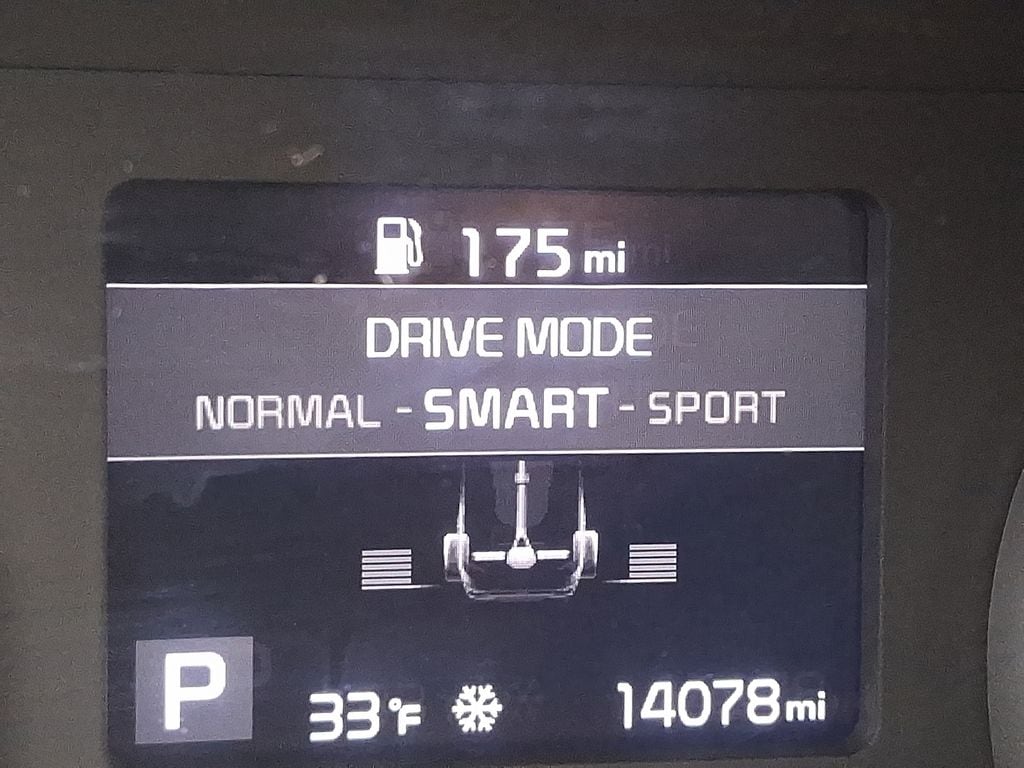 175 mi
DRIVE MODE
NORMAL - SMART - SPORT
P 33°F 14078 mi